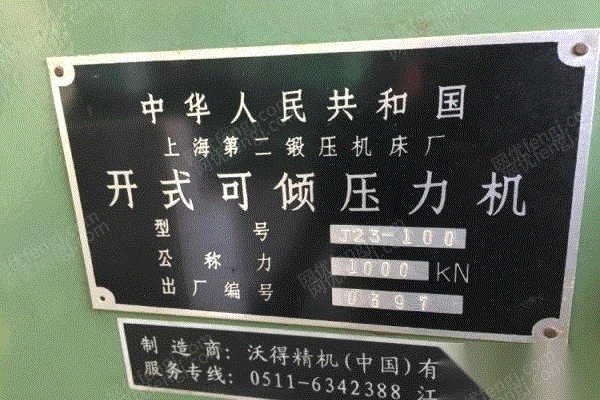 中华人民共和国
上海第二锻压机床厂
开式可倾压力机
型号 J23-100
公称力 1000 kN
出厂编号 0397
制造商：沃得精机(中国)有
服务专线：0511-6342388 江